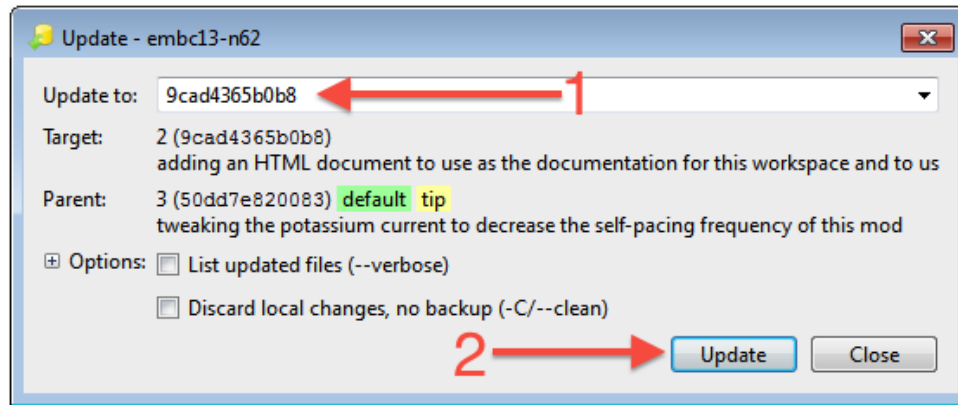 Update - embc13-n62
Update to: 9cad4365b0b8 1
Target: 2 (9cad4365b0b8)
adding an HTML document to use as the documentation for this workspace and to us
Parent: 3 (50dd7e820083) default tip
tweaking the potassium current to decrease the self-pacing frequency of this mod
Options: List updated files (--verbose)
Discard local changes, no backup (-C/--clean)
2 Update Close